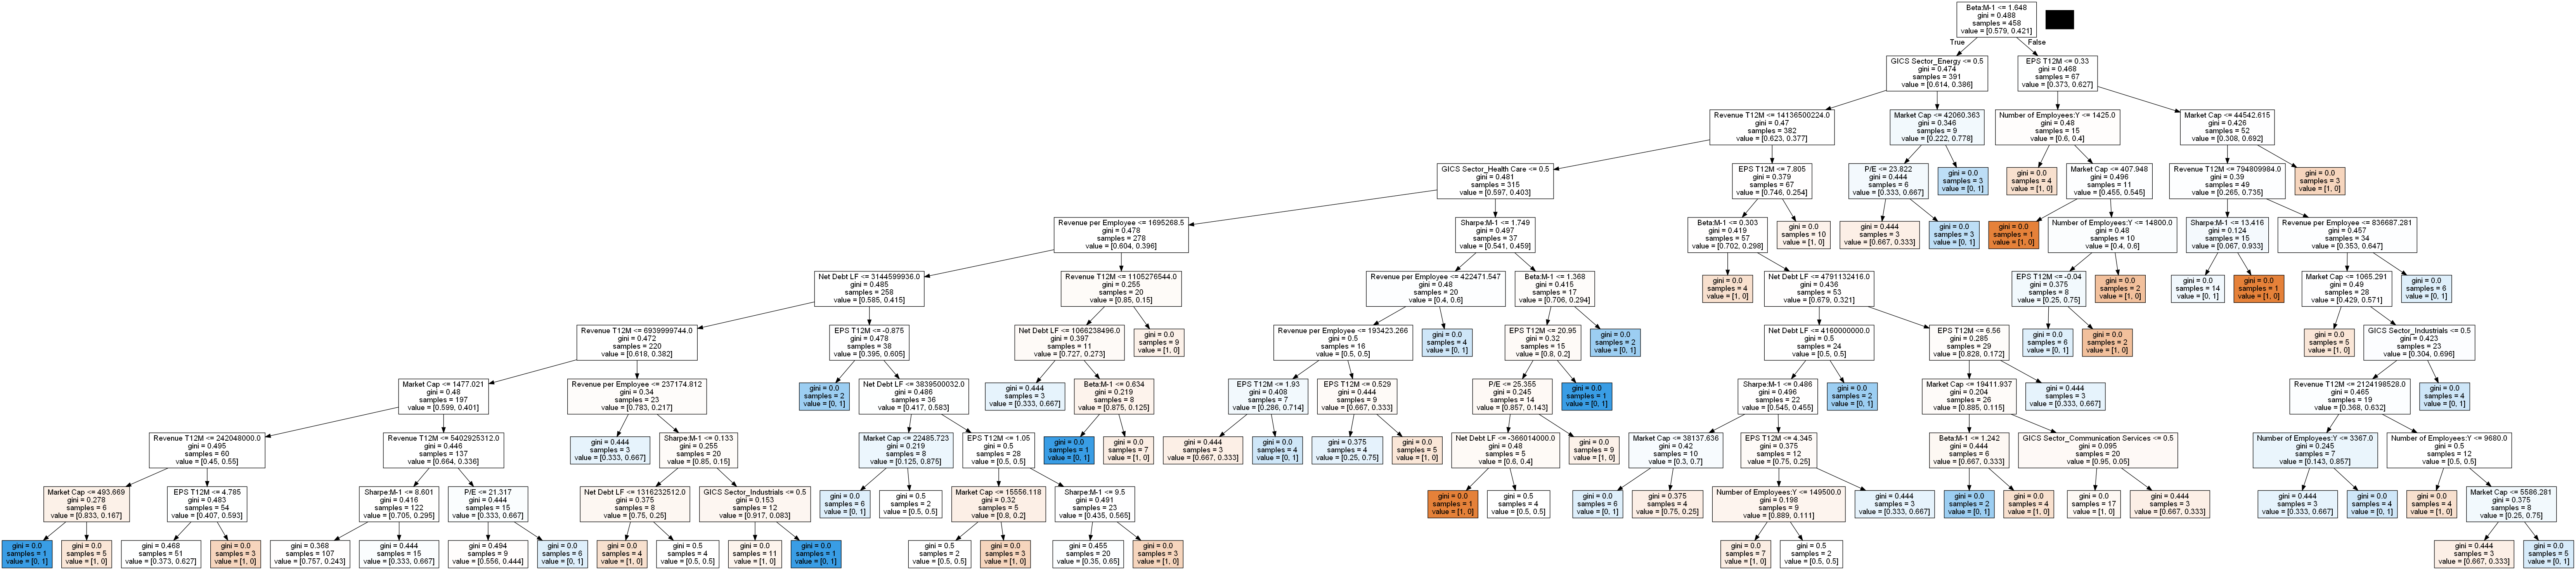 Beta:M-1 <= 1.648
gini = 0.488
samples = 458
value = [0.579, 0.421]
True
False
GICS Sector_Energy <= 0.5
gini = 0.474
samples = 391
value = [0.614, 0.386]
EPS T12M <= 0.33
gini = 0.468
samples = 67
value = [0.373, 0.627]
Revenue T12M <= 14136500224.0
gini = 0.47
samples = 382
value = [0.623, 0.377]
Market Cap <= 42060.363
gini = 0.346
samples = 9
value = [0.222, 0.778]
Number of Employees:Y <= 1425.0
gini = 0.48
samples = 15
value = [0.6, 0.4]
Market Cap <= 44542.615
gini = 0.426
samples = 52
value = [0.308, 0.692]
GICS Sector_Health Care <= 0.5
gini = 0.481
samples = 315
value = [0.597, 0.403]
EPS T12M <= 7.805
gini = 0.379
samples = 67
value = [0.746, 0.254]
P/E <= 23.822
gini = 0.444
samples = 6
value = [0.333, 0.667]
gini = 0.0
samples = 3
value = [0, 1]
gini = 0.0
samples = 4
value = [1, 0]
Market Cap <= 407.948
gini = 0.496
samples = 11
value = [0.455, 0.545]
Revenue T12M <= 794809984.0
gini = 0.39
samples = 49
value = [0.265, 0.735]
gini = 0.0
samples = 3
value = [1, 0]
Revenue per Employee <= 1695268.5
gini = 0.478
samples = 278
value = [0.604, 0.396]
Sharpe:M-1 <= 1.749
gini = 0.497
samples = 37
value = [0.541, 0.459]
Beta:M-1 <= 0.303
gini = 0.419
samples = 57
value = [0.702, 0.298]
gini = 0.0
samples = 10
value = [1, 0]
gini = 0.444
samples = 3
value = [0.667, 0.333]
gini = 0.0
samples = 3
value = [0, 1]
gini = 0.0
samples = 1
value = [1, 0]
Number of Employees:Y <= 14800.0
gini = 0.48
samples = 10
value = [0.4, 0.6]
Sharpe:M-1 <= 13.416
gini = 0.124
samples = 15
value = [0.067, 0.933]
Revenue per Employee <= 836687.281
gini = 0.457
samples = 34
value = [0.353, 0.647]
Net Debt LF <= 3144599936.0
gini = 0.485
samples = 258
value = [0.585, 0.415]
Revenue T12M <= 1105276544.0
gini = 0.255
samples = 20
value = [0.85, 0.15]
Revenue per Employee <= 422471.547
gini = 0.48
samples = 20
value = [0.4, 0.6]
Beta:M-1 <= 1.368
gini = 0.415
samples = 17
value = [0.706, 0.294]
gini = 0.0
samples = 4
value = [1, 0]
Net Debt LF <= 4791132416.0
gini = 0.436
samples = 53
value = [0.679, 0.321]
EPS T12M <= -0.04
gini = 0.375
samples = 8
value = [0.25, 0.75]
gini = 0.0
samples = 2
value = [1, 0]
gini = 0.0
samples = 14
value = [0, 1]
gini = 0.0
samples = 1
value = [1, 0]
Market Cap <= 1065.291
gini = 0.49
samples = 28
value = [0.429, 0.571]
gini = 0.0
samples = 6
value = [0, 1]
Revenue T12M <= 6939999744.0
gini = 0.472
samples = 220
value = [0.618, 0.382]
EPS T12M <= -0.875
gini = 0.478
samples = 38
value = [0.395, 0.605]
Net Debt LF <= 1066238496.0
gini = 0.397
samples = 11
value = [0.727, 0.273]
gini = 0.0
samples = 9
value = [1, 0]
Revenue per Employee <= 193423.266
gini = 0.5
samples = 16
value = [0.5, 0.5]
gini = 0.0
samples = 4
value = [0, 1]
EPS T12M <= 20.95
gini = 0.32
samples = 15
value = [0.8, 0.2]
gini = 0.0
samples = 2
value = [0, 1]
Net Debt LF <= 4160000000.0
gini = 0.5
samples = 24
value = [0.5, 0.5]
EPS T12M <= 6.56
gini = 0.285
samples = 29
value = [0.828, 0.172]
gini = 0.0
samples = 6
value = [0, 1]
gini = 0.0
samples = 2
value = [1, 0]
gini = 0.0
samples = 5
value = [1, 0]
GICS Sector_Industrials <= 0.5
gini = 0.423
samples = 23
value = [0.304, 0.696]
Market Cap <= 1477.021
gini = 0.48
samples = 197
value = [0.599, 0.401]
Revenue per Employee <= 237174.812
gini = 0.34
samples = 23
value = [0.783, 0.217]
gini = 0.0
samples = 2
value = [0, 1]
Net Debt LF <= 3839500032.0
gini = 0.486
samples = 36
value = [0.417, 0.583]
gini = 0.444
samples = 3
value = [0.333, 0.667]
Beta:M-1 <= 0.634
gini = 0.219
samples = 8
value = [0.875, 0.125]
EPS T12M <= 1.93
gini = 0.408
samples = 7
value = [0.286, 0.714]
EPS T12M <= 0.529
gini = 0.444
samples = 9
value = [0.667, 0.333]
P/E <= 25.355
gini = 0.245
samples = 14
value = [0.857, 0.143]
gini = 0.0
samples = 1
value = [0, 1]
Sharpe:M-1 <= 0.486
gini = 0.496
samples = 22
value = [0.545, 0.455]
gini = 0.0
samples = 2
value = [0, 1]
Market Cap <= 19411.937
gini = 0.204
samples = 26
value = [0.885, 0.115]
gini = 0.444
samples = 3
value = [0.333, 0.667]
Revenue T12M <= 2124198528.0
gini = 0.465
samples = 19
value = [0.368, 0.632]
gini = 0.0
samples = 4
value = [0, 1]
Revenue T12M <= 242048000.0
gini = 0.495
samples = 60
value = [0.45, 0.55]
Revenue T12M <= 5402925312.0
gini = 0.446
samples = 137
value = [0.664, 0.336]
gini = 0.444
samples = 3
value = [0.333, 0.667]
Sharpe:M-1 <= 0.133
gini = 0.255
samples = 20
value = [0.85, 0.15]
Market Cap <= 22485.723
gini = 0.219
samples = 8
value = [0.125, 0.875]
EPS T12M <= 1.05
gini = 0.5
samples = 28
value = [0.5, 0.5]
gini = 0.0
samples = 1
value = [0, 1]
gini = 0.0
samples = 7
value = [1, 0]
gini = 0.444
samples = 3
value = [0.667, 0.333]
gini = 0.0
samples = 4
value = [0, 1]
gini = 0.375
samples = 4
value = [0.25, 0.75]
gini = 0.0
samples = 5
value = [1, 0]
Net Debt LF <= -366014000.0
gini = 0.48
samples = 5
value = [0.6, 0.4]
gini = 0.0
samples = 9
value = [1, 0]
Market Cap <= 38137.636
gini = 0.42
samples = 10
value = [0.3, 0.7]
EPS T12M <= 4.345
gini = 0.375
samples = 12
value = [0.75, 0.25]
Beta:M-1 <= 1.242
gini = 0.444
samples = 6
value = [0.667, 0.333]
GICS Sector_Communication Services <= 0.5
gini = 0.095
samples = 20
value = [0.95, 0.05]
Number of Employees:Y <= 3367.0
gini = 0.245
samples = 7
value = [0.143, 0.857]
Number of Employees:Y <= 9680.0
gini = 0.5
samples = 12
value = [0.5, 0.5]
Market Cap <= 493.669
gini = 0.278
samples = 6
value = [0.833, 0.167]
EPS T12M <= 4.785
gini = 0.483
samples = 54
value = [0.407, 0.593]
Sharpe:M-1 <= 8.601
gini = 0.416
samples = 122
value = [0.705, 0.295]
P/E <= 21.317
gini = 0.444
samples = 15
value = [0.333, 0.667]
Net Debt LF <= 1316232512.0
gini = 0.375
samples = 8
value = [0.75, 0.25]
GICS Sector_Industrials <= 0.5
gini = 0.153
samples = 12
value = [0.917, 0.083]
gini = 0.0
samples = 6
value = [0, 1]
gini = 0.5
samples = 2
value = [0.5, 0.5]
Market Cap <= 15556.118
gini = 0.32
samples = 5
value = [0.8, 0.2]
Sharpe:M-1 <= 9.5
gini = 0.491
samples = 23
value = [0.435, 0.565]
gini = 0.0
samples = 1
value = [1, 0]
gini = 0.5
samples = 4
value = [0.5, 0.5]
gini = 0.0
samples = 6
value = [0, 1]
gini = 0.375
samples = 4
value = [0.75, 0.25]
Number of Employees:Y <= 149500.0
gini = 0.198
samples = 9
value = [0.889, 0.111]
gini = 0.444
samples = 3
value = [0.333, 0.667]
gini = 0.0
samples = 2
value = [0, 1]
gini = 0.0
samples = 4
value = [1, 0]
gini = 0.0
samples = 17
value = [1, 0]
gini = 0.444
samples = 3
value = [0.667, 0.333]
gini = 0.444
samples = 3
value = [0.333, 0.667]
gini = 0.0
samples = 4
value = [0, 1]
gini = 0.0
samples = 4
value = [1, 0]
Market Cap <= 5586.281
gini = 0.375
samples = 8
value = [0.25, 0.75]
gini = 0.0
samples = 1
value = [0, 1]
gini = 0.0
samples = 5
value = [1, 0]
gini = 0.468
samples = 51
value = [0.373, 0.627]
gini = 0.0
samples = 3
value = [1, 0]
gini = 0.368
samples = 107
value = [0.757, 0.243]
gini = 0.444
samples = 15
value = [0.333, 0.667]
gini = 0.494
samples = 9
value = [0.556, 0.444]
gini = 0.0
samples = 6
value = [0, 1]
gini = 0.0
samples = 4
value = [1, 0]
gini = 0.5
samples = 4
value = [0.5, 0.5]
gini = 0.0
samples = 11
value = [1, 0]
gini = 0.0
samples = 1
value = [0, 1]
gini = 0.5
samples = 2
value = [0.5, 0.5]
gini = 0.0
samples = 3
value = [1, 0]
gini = 0.455
samples = 20
value = [0.35, 0.65]
gini = 0.0
samples = 3
value = [1, 0]
gini = 0.0
samples = 7
value = [1, 0]
gini = 0.5
samples = 2
value = [0.5, 0.5]
gini = 0.444
samples = 3
value = [0.667, 0.333]
gini = 0.0
samples = 5
value = [0, 1]